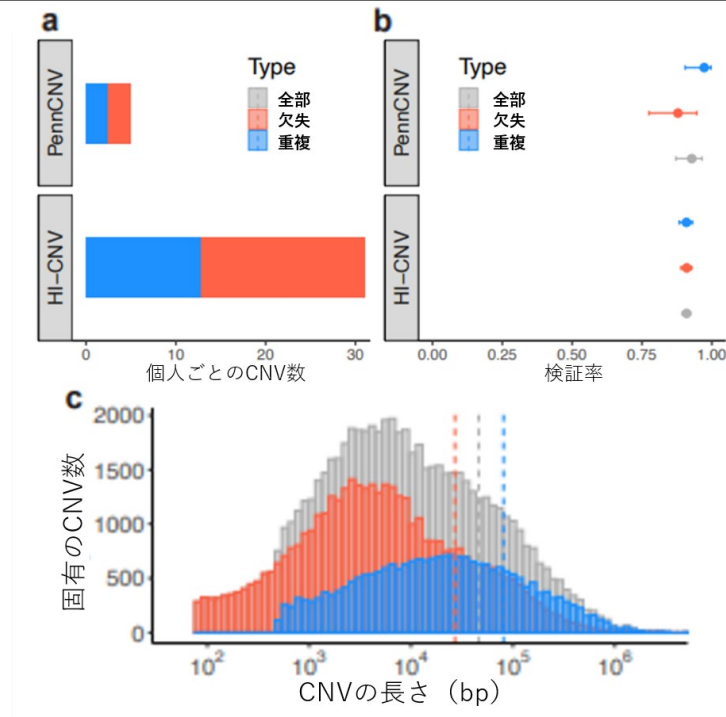 a
PennCNV
HI-CNV
Type
全部
欠失
重複
0
10
20
30
個人ごとのCNV数
b
PennCNV
HI-CNV
Type
全部
欠失
重複
0.00
0.25
0.50
0.75
1.00
検証率
c
固有のCNV数
2000
1500
1000
500
0
10²
10³
10⁴
10⁵
10⁶
CNVの長さ（bp）